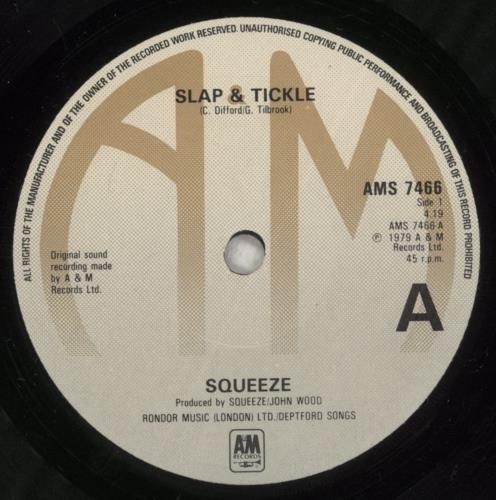 ALL RIGHTS OF THE MANUFACTURER AND OF THE OWNER OF THE RECORDED WORK RESERVED. UNAUTHORISED COPYING PUBLIC PERFORMANCE AND BROADCASTING OF THIS RECORD PROHIBITED
AM
SLAP & TICKLE
(C. Difford/G. Tilbrook)
AMS 7466
Side 1
4.19
AMS 7466 A
℗ 1979 A & M
Records Ltd.
45 r.p.m.
Original sound
recording made
by A & M
Records Ltd.
A
SQUEEZE
Produced by SQUEEZE/JOHN WOOD
RONDOR MUSIC (LONDON) LTD./DEPTFORD SONGS
A&M
RECORDS